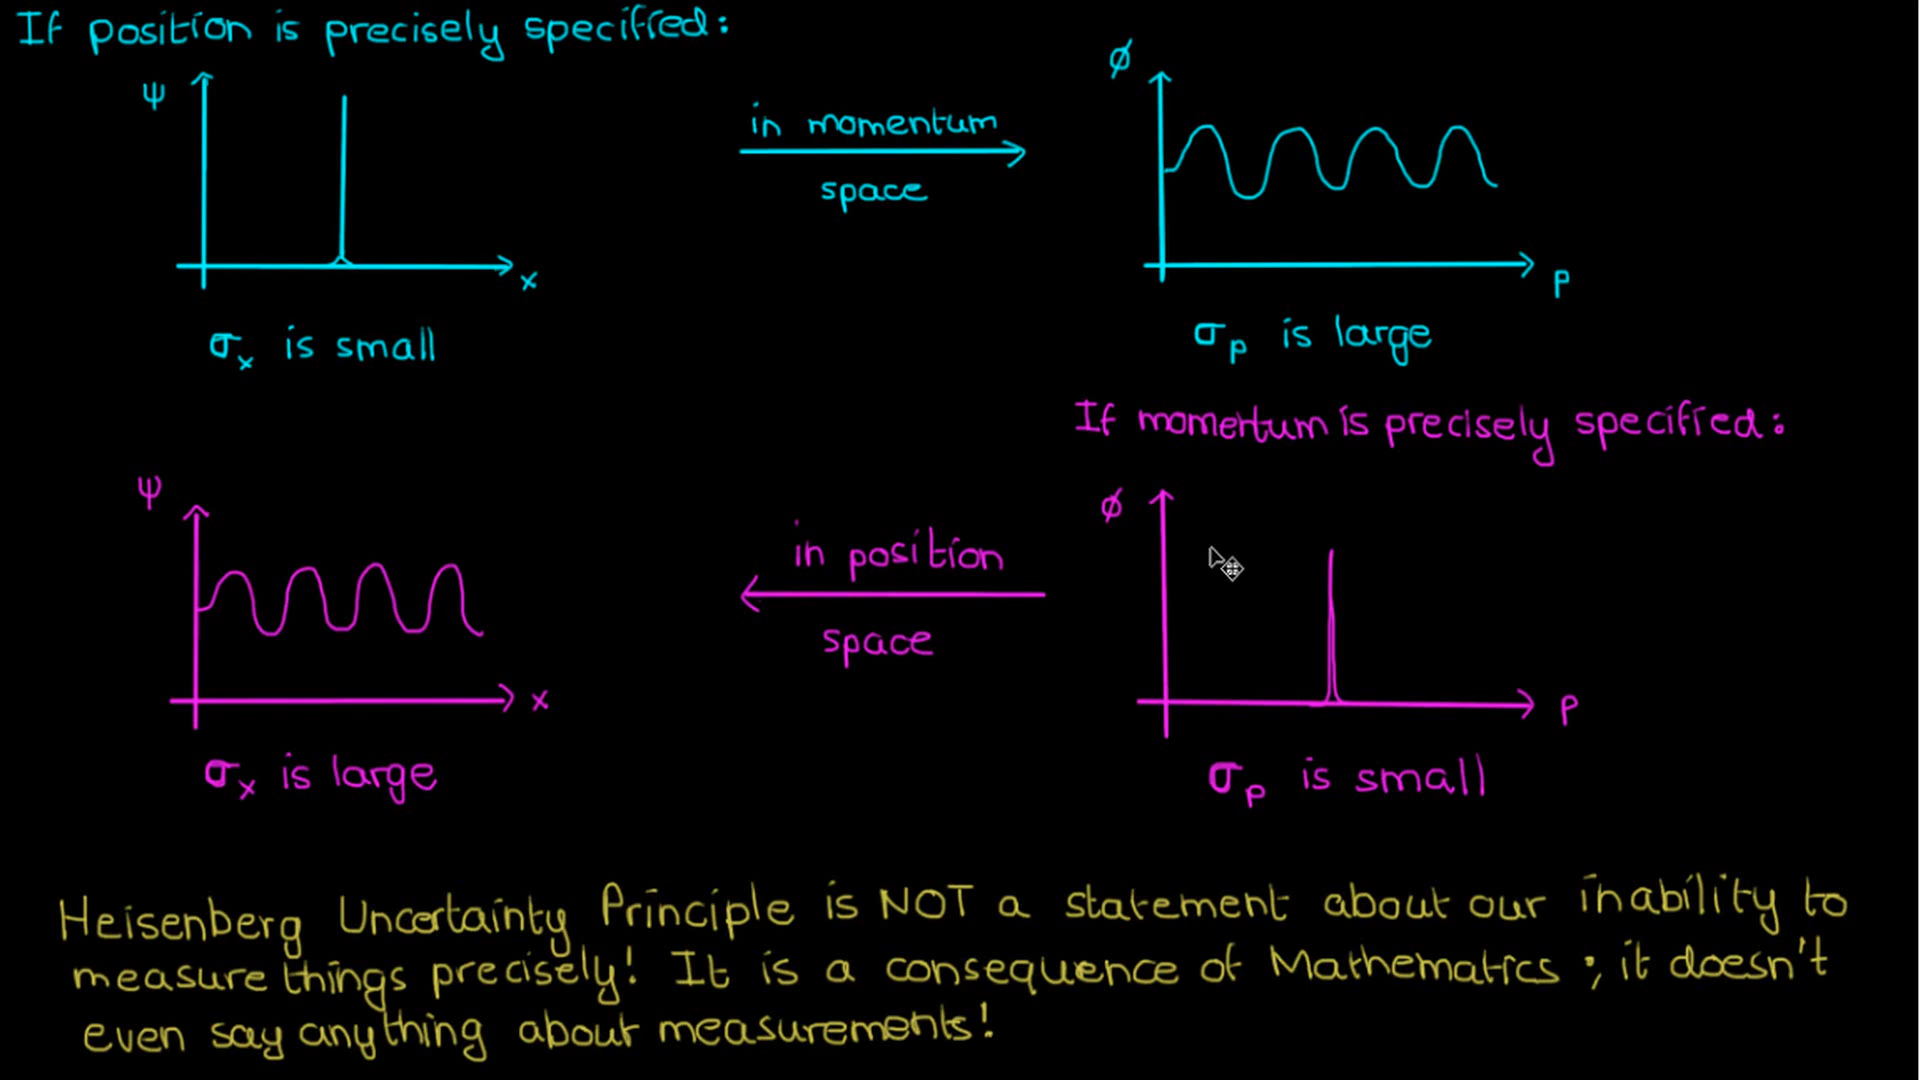 If position is precisely specified:
ψ
x
σx is small
in momentum
space
ϕ
p
σp is large
If momentum is precisely specified:
ψ
x
σx is large
in position
space
ϕ
p
σp is small
Heisenberg Uncertainty Principle is NOT a statement about our inability to
measure things precisely! It is a consequence of Mathematics ; it doesn't
even say anything about measurements!